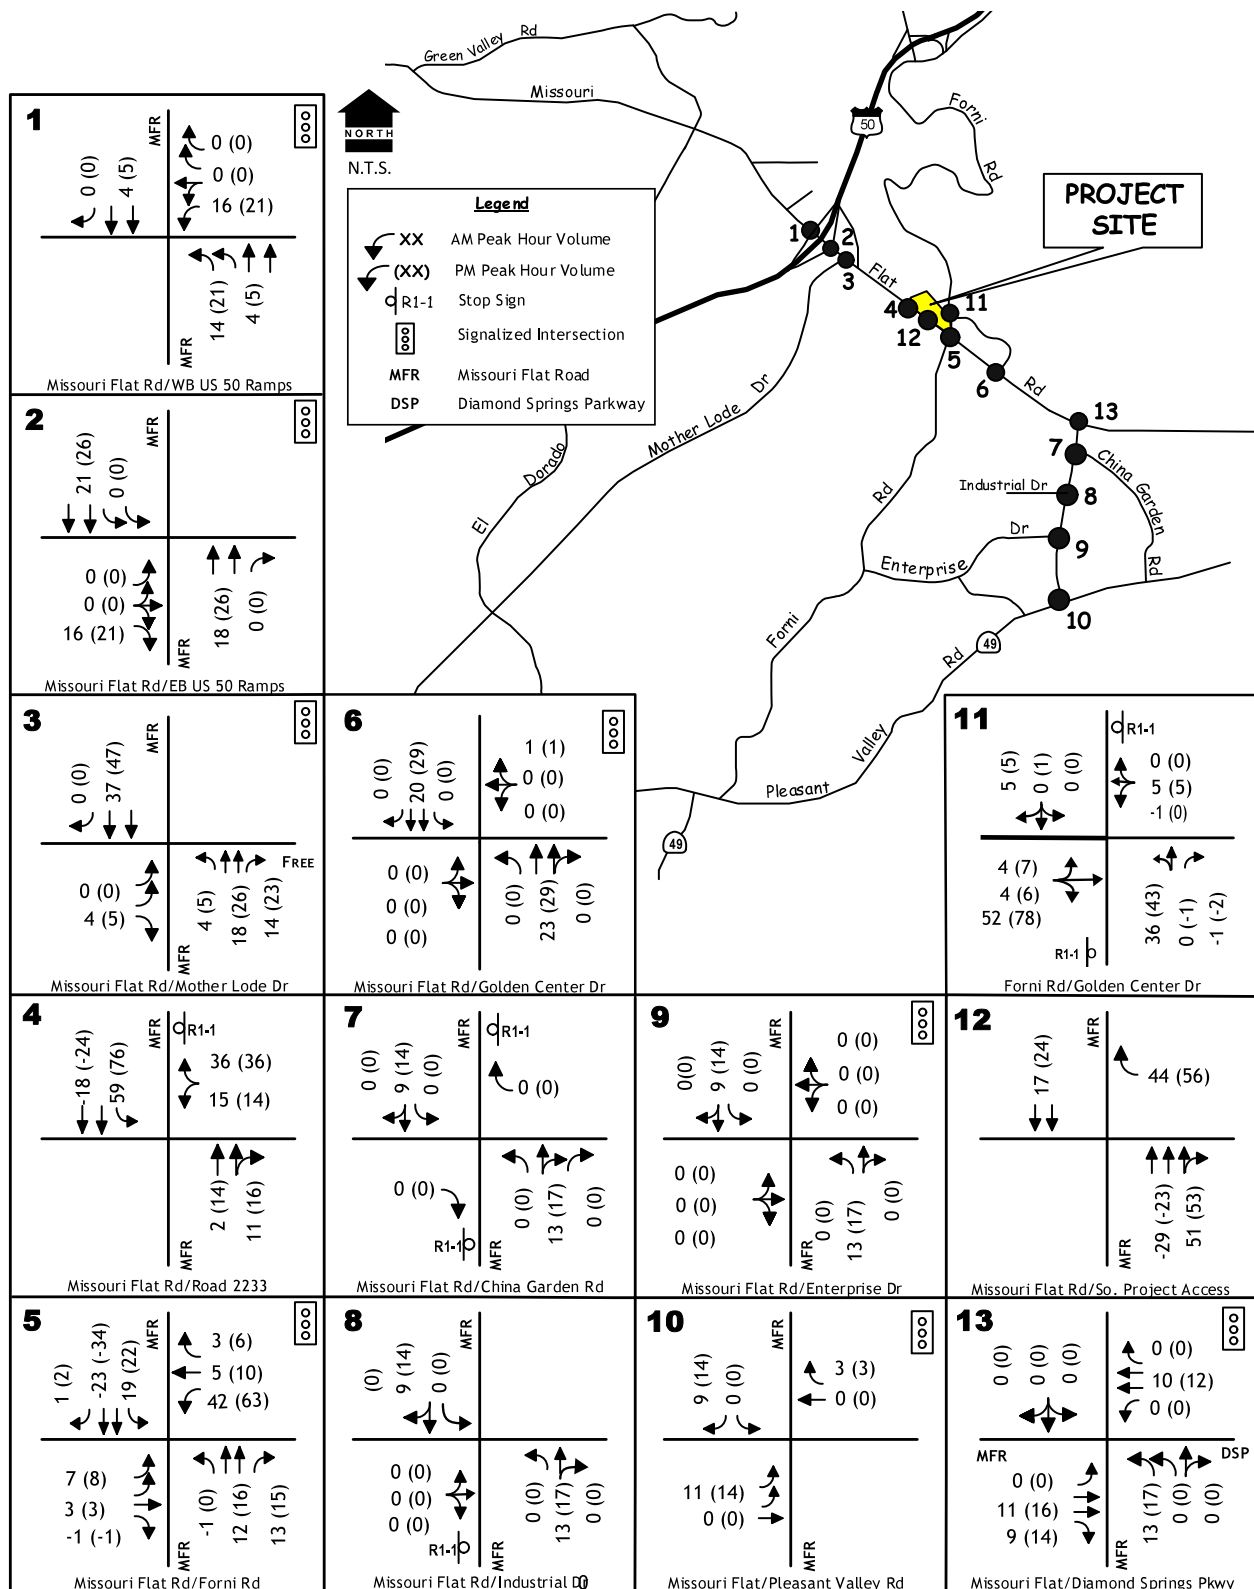 Green Valley Rd
Missouri
Forni Rd
50
NORTH
N.T.S.
Legend
XX AM Peak Hour Volume
(XX) PM Peak Hour Volume
R1-1 Stop Sign
Signalized Intersection
MFR Missouri Flat Road
DSP Diamond Springs Parkway
PROJECT
SITE
1
2
3
Flat
4
12
11
5
6
Rd
13
7
China Garden Rd
Industrial Dr
8
Dr
9
Enterprise
10
Mother Lode Dr
El Dorado
Rd
Forni
49
Rd
Valley
Pleasant
49
1
MFR
0 (0)
4 (5)
0 (0)
0 (0)
16 (21)
14 (21)
4 (5)
MFR
Missouri Flat Rd/WB US 50 Ramps
2
MFR
21 (26)
0 (0)
0 (0)
0 (0)
16 (21)
18 (26)
0 (0)
MFR
Missouri Flat Rd/EB US 50 Ramps
3
MFR
0 (0)
37 (47)
0 (0)
4 (5)
4 (5)
18 (26)
14 (23)
FREE
MFR
Missouri Flat Rd/Mother Lode Dr
6
0 (0)
20 (29)
0 (0)
1 (1)
0 (0)
0 (0)
0 (0)
0 (0)
0 (0)
0 (0)
23 (29)
0 (0)
Missouri Flat Rd/Golden Center Dr
11
R1-1
5 (5)
0 (1)
0 (0)
0 (0)
5 (5)
-1 (0)
4 (7)
4 (6)
52 (78)
36 (43)
0 (-1)
-1 (-2)
R1-1
Forni Rd/Golden Center Dr
4
MFR
R1-1
-18 (-24)
59 (76)
36 (36)
15 (14)
2 (14)
11 (16)
MFR
Missouri Flat Rd/Road 2233
7
MFR
R1-1
0 (0)
9 (14)
0 (0)
0 (0)
0 (0)
0 (0)
13 (17)
0 (0)
R1-1
Missouri Flat Rd/China Garden Rd
9
MFR
0(0)
9 (14)
0 (0)
0 (0)
0 (0)
0 (0)
0 (0)
0 (0)
0 (0)
0 (0)
13 (17)
0 (0)
MFR
Missouri Flat Rd/Enterprise Dr
12
MFR
17 (24)
44 (56)
-29 (-23)
51 (53)
MFR
Missouri Flat Rd/So. Project Access
5
MFR
1 (2)
-23 (-34)
19 (22)
3 (6)
5 (10)
42 (63)
7 (8)
3 (3)
-1 (-1)
-1 (0)
12 (16)
13 (15)
MFR
Missouri Flat Rd/Forni Rd
8
MFR
(0)
9 (14)
0 (0)
0 (0)
0 (0)
0 (0)
0 (0)
13 (17)
0 (0)
R1-1
Missouri Flat Rd/Industrial Dr
0
10
MFR
9 (14)
0 (0)
3 (3)
0 (0)
11 (14)
0 (0)
MFR
Missouri Flat/Pleasant Valley Rd
13
0 (0)
0 (0)
0 (0)
0 (0)
10 (12)
0 (0)
MFR
DSP
0 (0)
11 (16)
9 (14)
13 (17)
0 (0)
0 (0)
MFR
Missouri Flat/Diamond Springs Pkwy